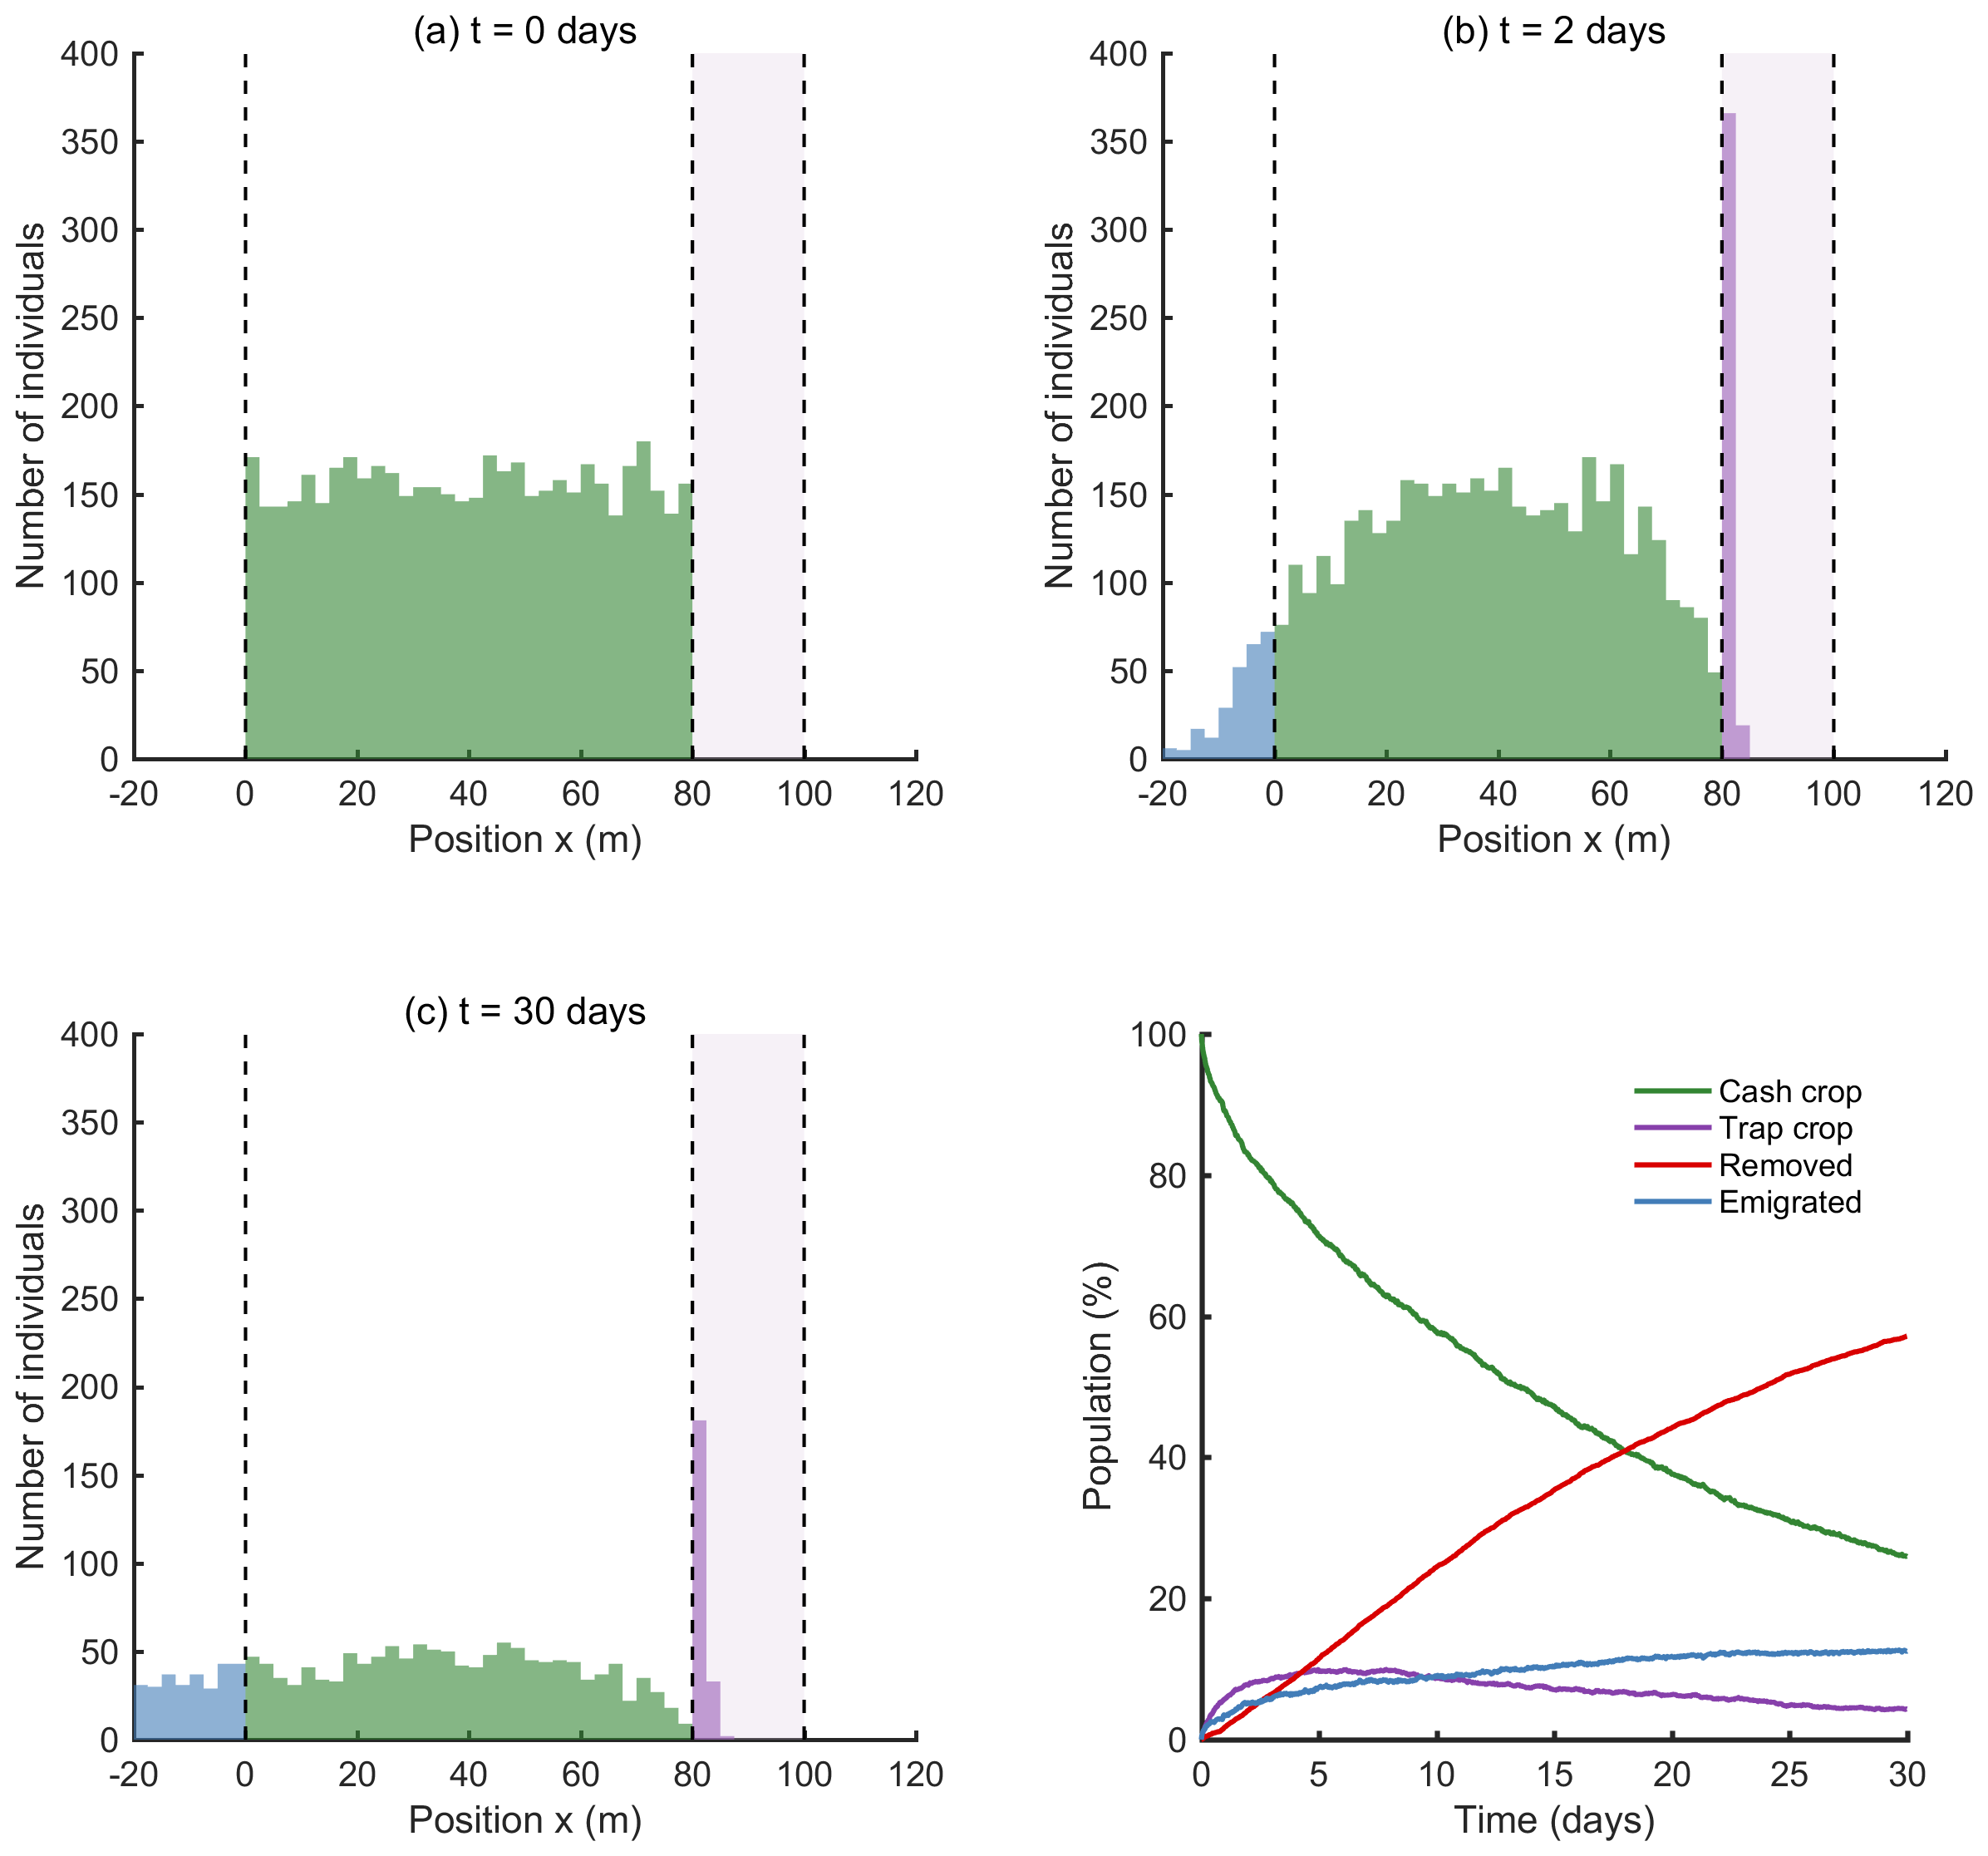 (a) t = 0 days
400
350
300
250
200
150
100
50
0
Number of individuals
-20 0 20 40 60 80 100 120
Position x (m)
(b) t = 2 days
400
350
300
250
200
150
100
50
0
Number of individuals
-20 0 20 40 60 80 100 120
Position x (m)
(c) t = 30 days
400
350
300
250
200
150
100
50
0
Number of individuals
-20 0 20 40 60 80 100 120
Position x (m)
100
80
60
40
20
0
Population (%)
Cash crop
Trap crop
Removed
Emigrated
0 5 10 15 20 25 30
Time (days)